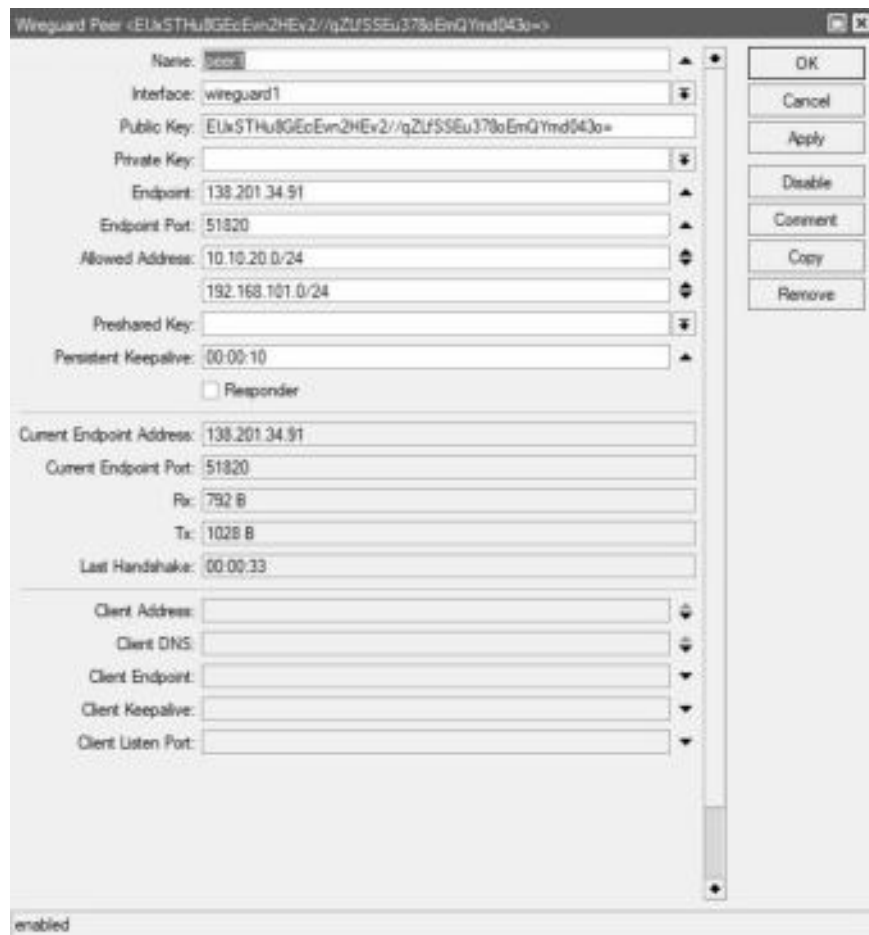 Wireguard Peer <EUxSTHu8GEcEvn2HEv2//qZLfSSEu378oEmQYmd043o=>
Name: peer1
Interface: wireguard1
Public Key: EUxSTHu8GEcEvn2HEv2//qZLfSSEu378oEmQYmd043o=
Private Key:
Endpoint: 138.201.34.91
Endpoint Port: 51820
Allowed Address: 10.10.20.0/24
192.168.101.0/24
Preshared Key:
Persistent Keepalive: 00:00:10
Responder
Current Endpoint Address: 138.201.34.91
Current Endpoint Port: 51820
Rx: 792 B
Tx: 1028 B
Last Handshake: 00:00:33
Client Address:
Client DNS:
Client Endpoint:
Client Keepalive:
Client Listen Port:
OK
Cancel
Apply
Disable
Comment
Copy
Remove
enabled